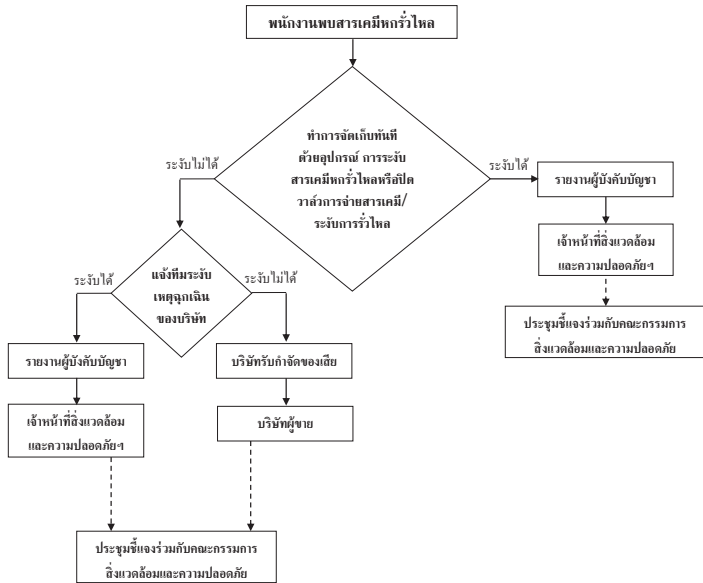 พนักงานพบสารเคมีหกรั่วไหล
ทำการจัดเก็บทันที
ด้วยอุปกรณ์ การระงับ
สารเคมีหกรั่วไหลหรือปิด
วาล์วการจ่ายสารเคมี/
ระงับการรั่วไหล
ระงับไม่ได้
ระงับได้
รายงานผู้บังคับบัญชา
เจ้าหน้าที่สิ่งแวดล้อม
และความปลอดภัยฯ
ประชุมชี้แจงร่วมกับคณะกรรมการ
สิ่งแวดล้อมและความปลอดภัย
แจ้งทีมระงับ
เหตุฉุกเฉิน
ของบริษัท
ระงับได้
ระงับไม่ได้
รายงานผู้บังคับบัญชา
บริษัทรับกำจัดของเสีย
เจ้าหน้าที่สิ่งแวดล้อม
และความปลอดภัยฯ
บริษัทผู้ขาย
ประชุมชี้แจงร่วมกับคณะกรรมการ
สิ่งแวดล้อมและความปลอดภัย